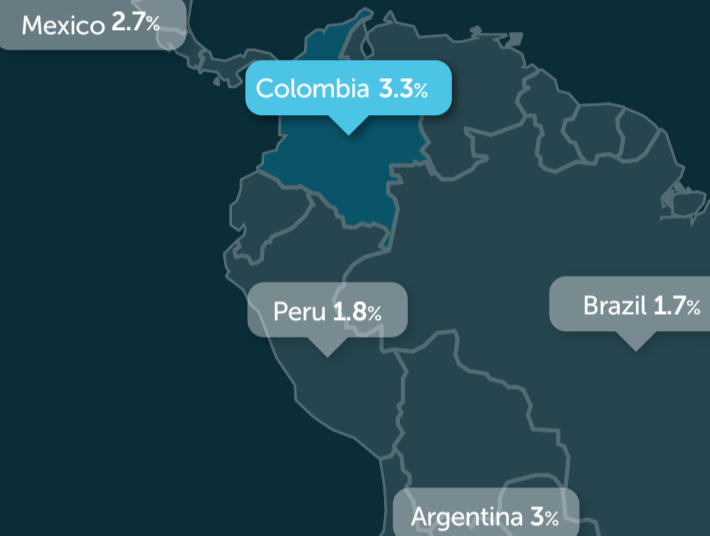 Mexico 2.7%
Colombia 3.3%
Peru 1.8%
Brazil 1.7%
Argentina 3%